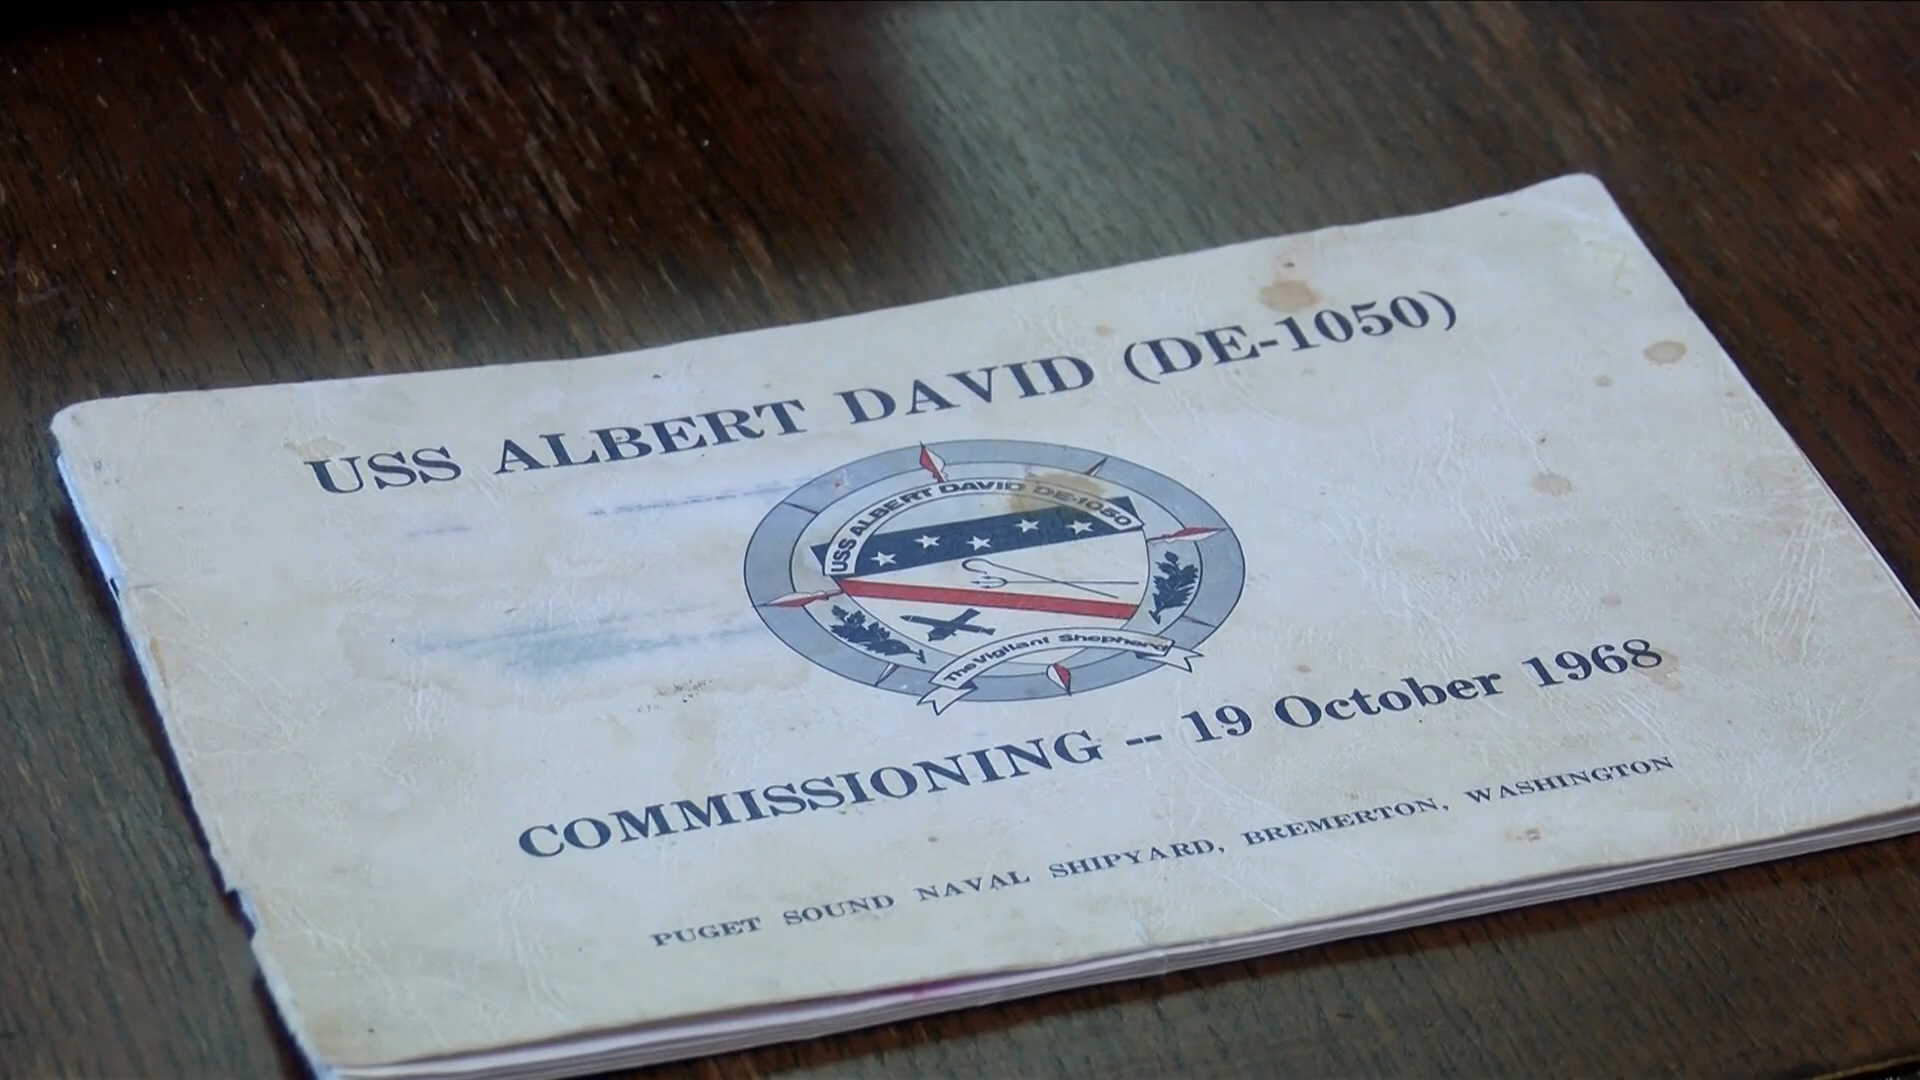 USS ALBERT DAVID (DE-1050)
USS ALBERT DAVID DE-1050
The Vigilant Shepherd
COMMISSIONING -- 19 October 1968
PUGET SOUND NAVAL SHIPYARD, BREMERTON, WASHINGTON